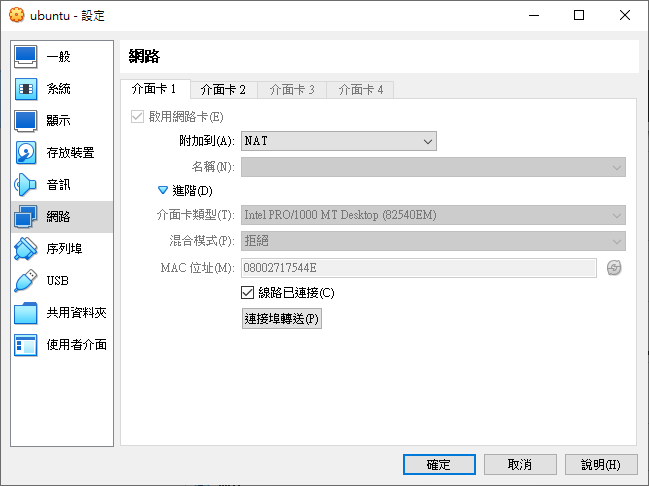 ubuntu - 設定
一般
系統
顯示
存放裝置
音訊
網路
序列埠
USB
共用資料夾
使用者介面
網路
介面卡 1 介面卡 2 介面卡 3 介面卡 4
啟用網路卡(E)
附加到(A): NAT
名稱(N):
進階(D)
介面卡類型(T): Intel PRO/1000 MT Desktop (82540EM)
混合模式(P): 拒絕
MAC 位址(M): 08002717544E
線路已連接(C)
連接埠轉送(P)
確定 取消 說明(H)